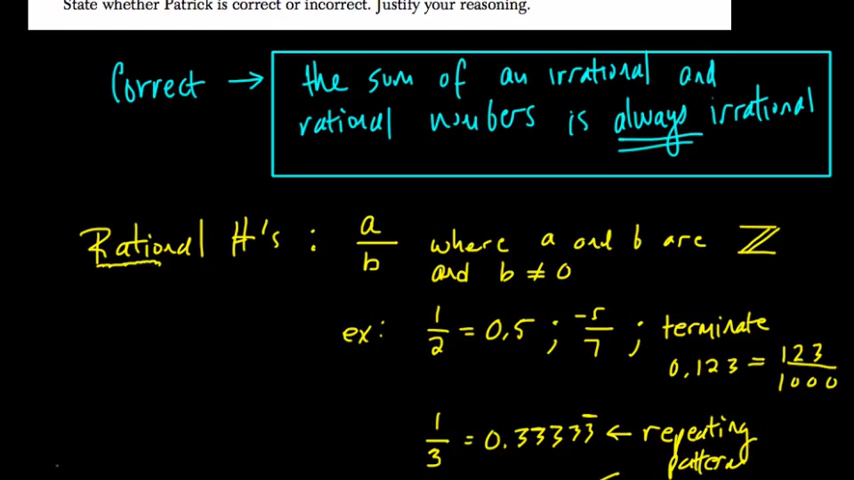 State whether Patrick is correct or incorrect. Justify your reasoning.
Correct → the sum of an irrational and
rational numbers is always irrational
Rational #'s : a/b where a and b are ℤ
and b ≠ 0
ex: 1/2 = 0.5 ; -5/7 ; terminate
0.123 = 123/1000
1/3 = 0.33333̅ ← repeating
pattern